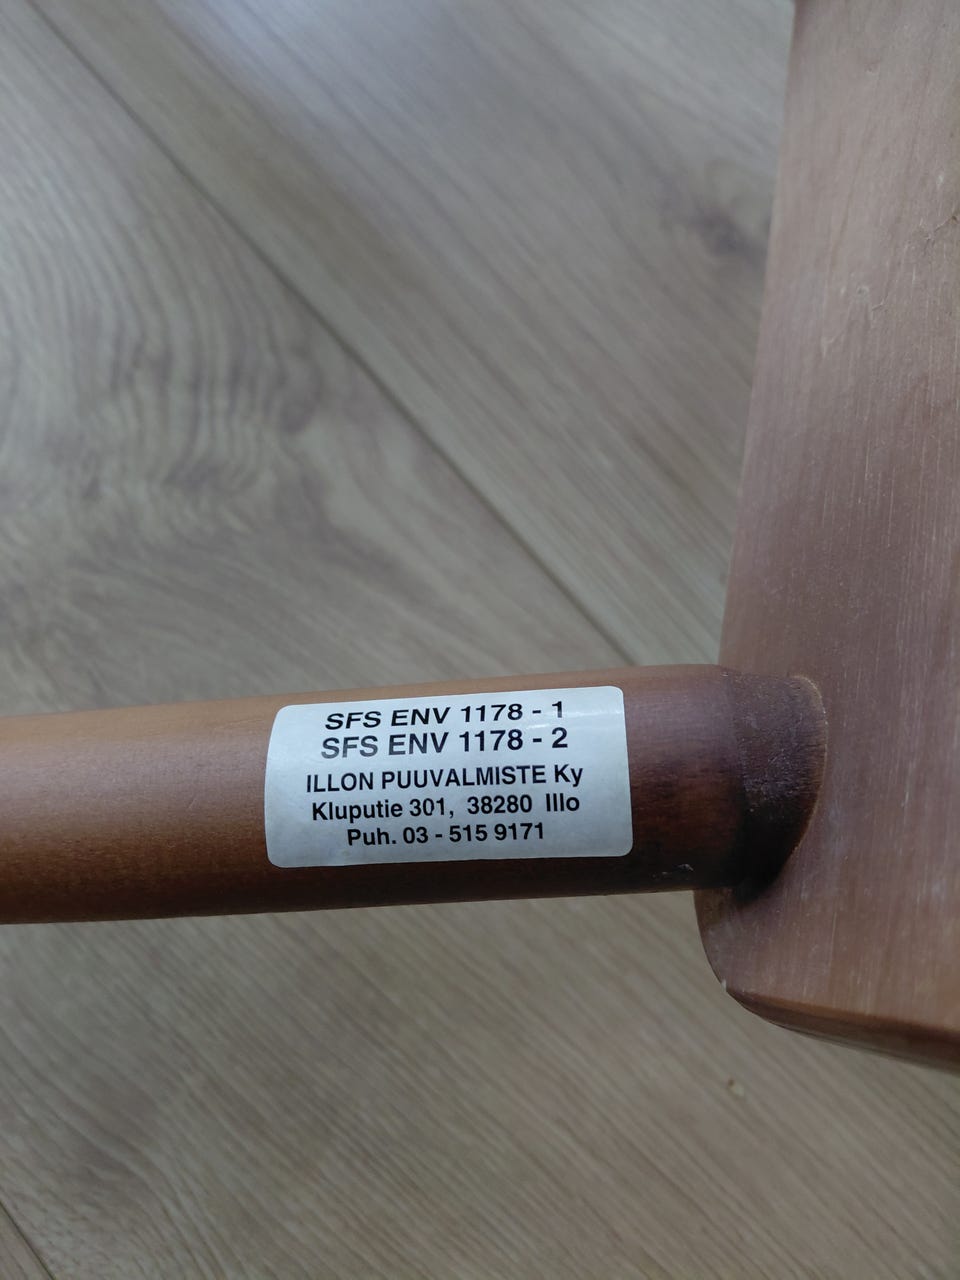 SFS ENV 1178 - 1
SFS ENV 1178 - 2
ILLON PUUVALMISTE Ky
Kluputie 301, 38280 Illo
Puh. 03 - 515 9171